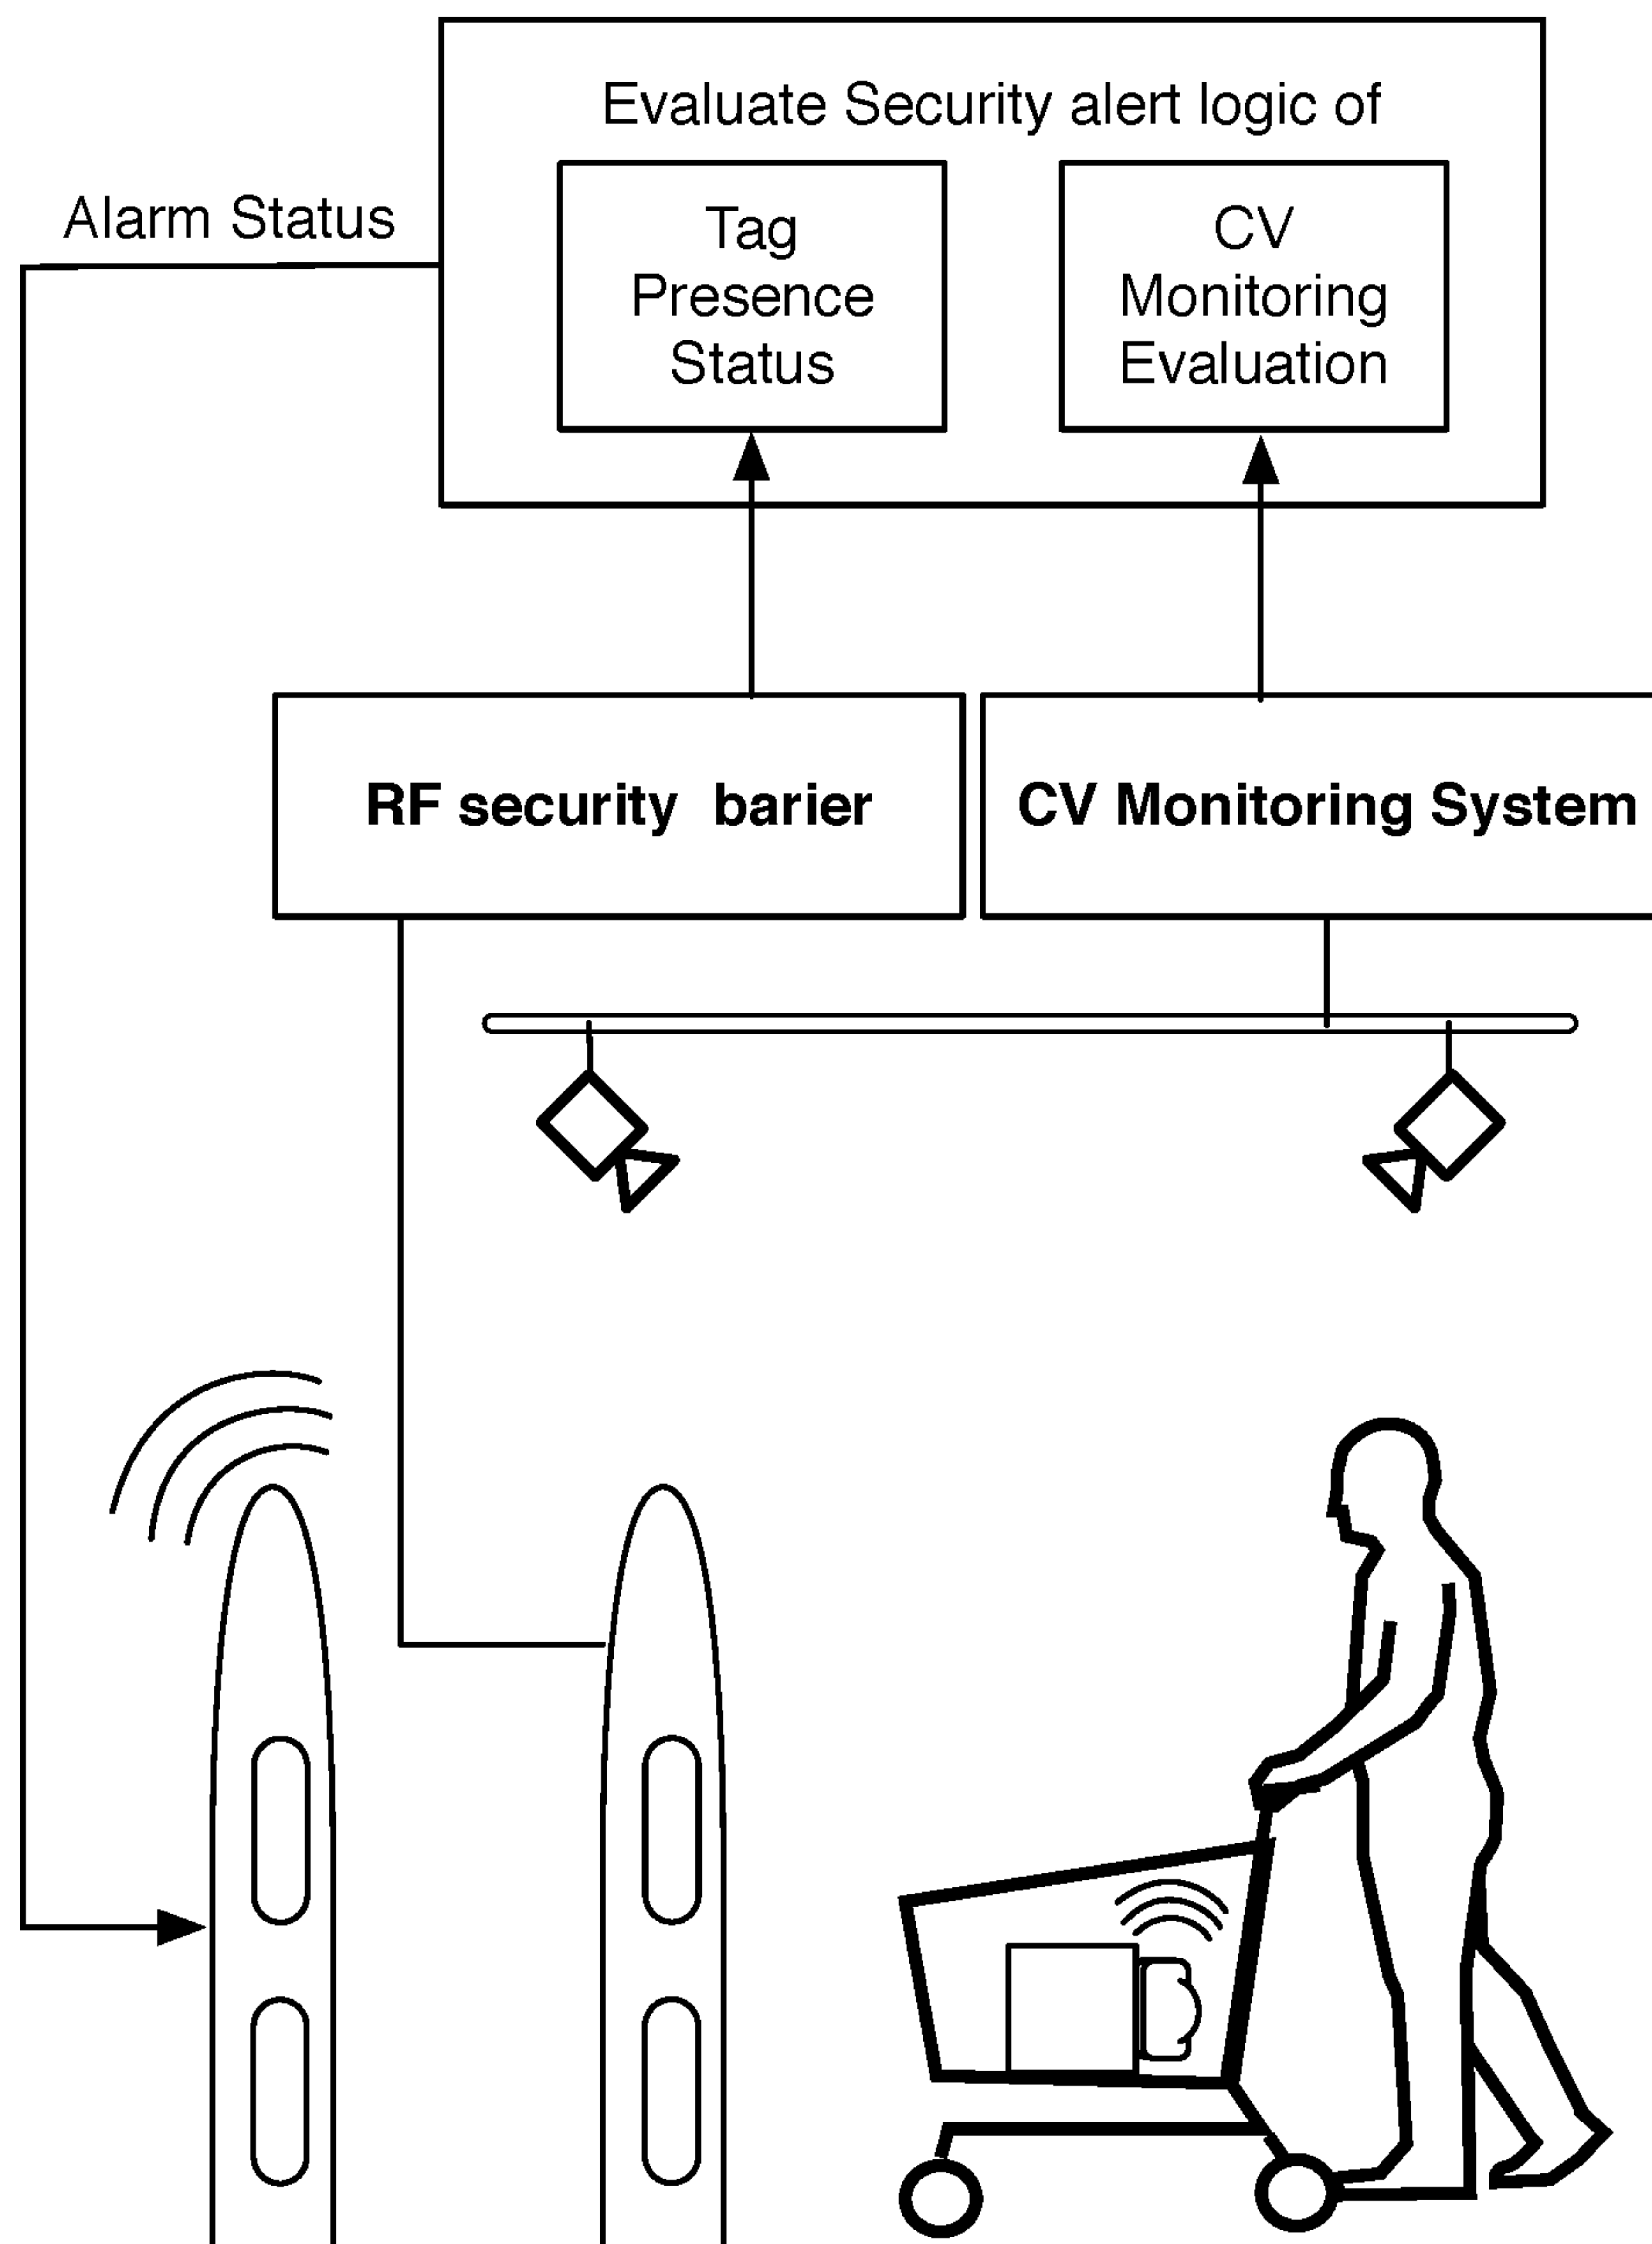 Evaluate Security alert logic of
Alarm Status
Tag
Presence
Status
CV
Monitoring
Evaluation
RF security barier
CV Monitoring System